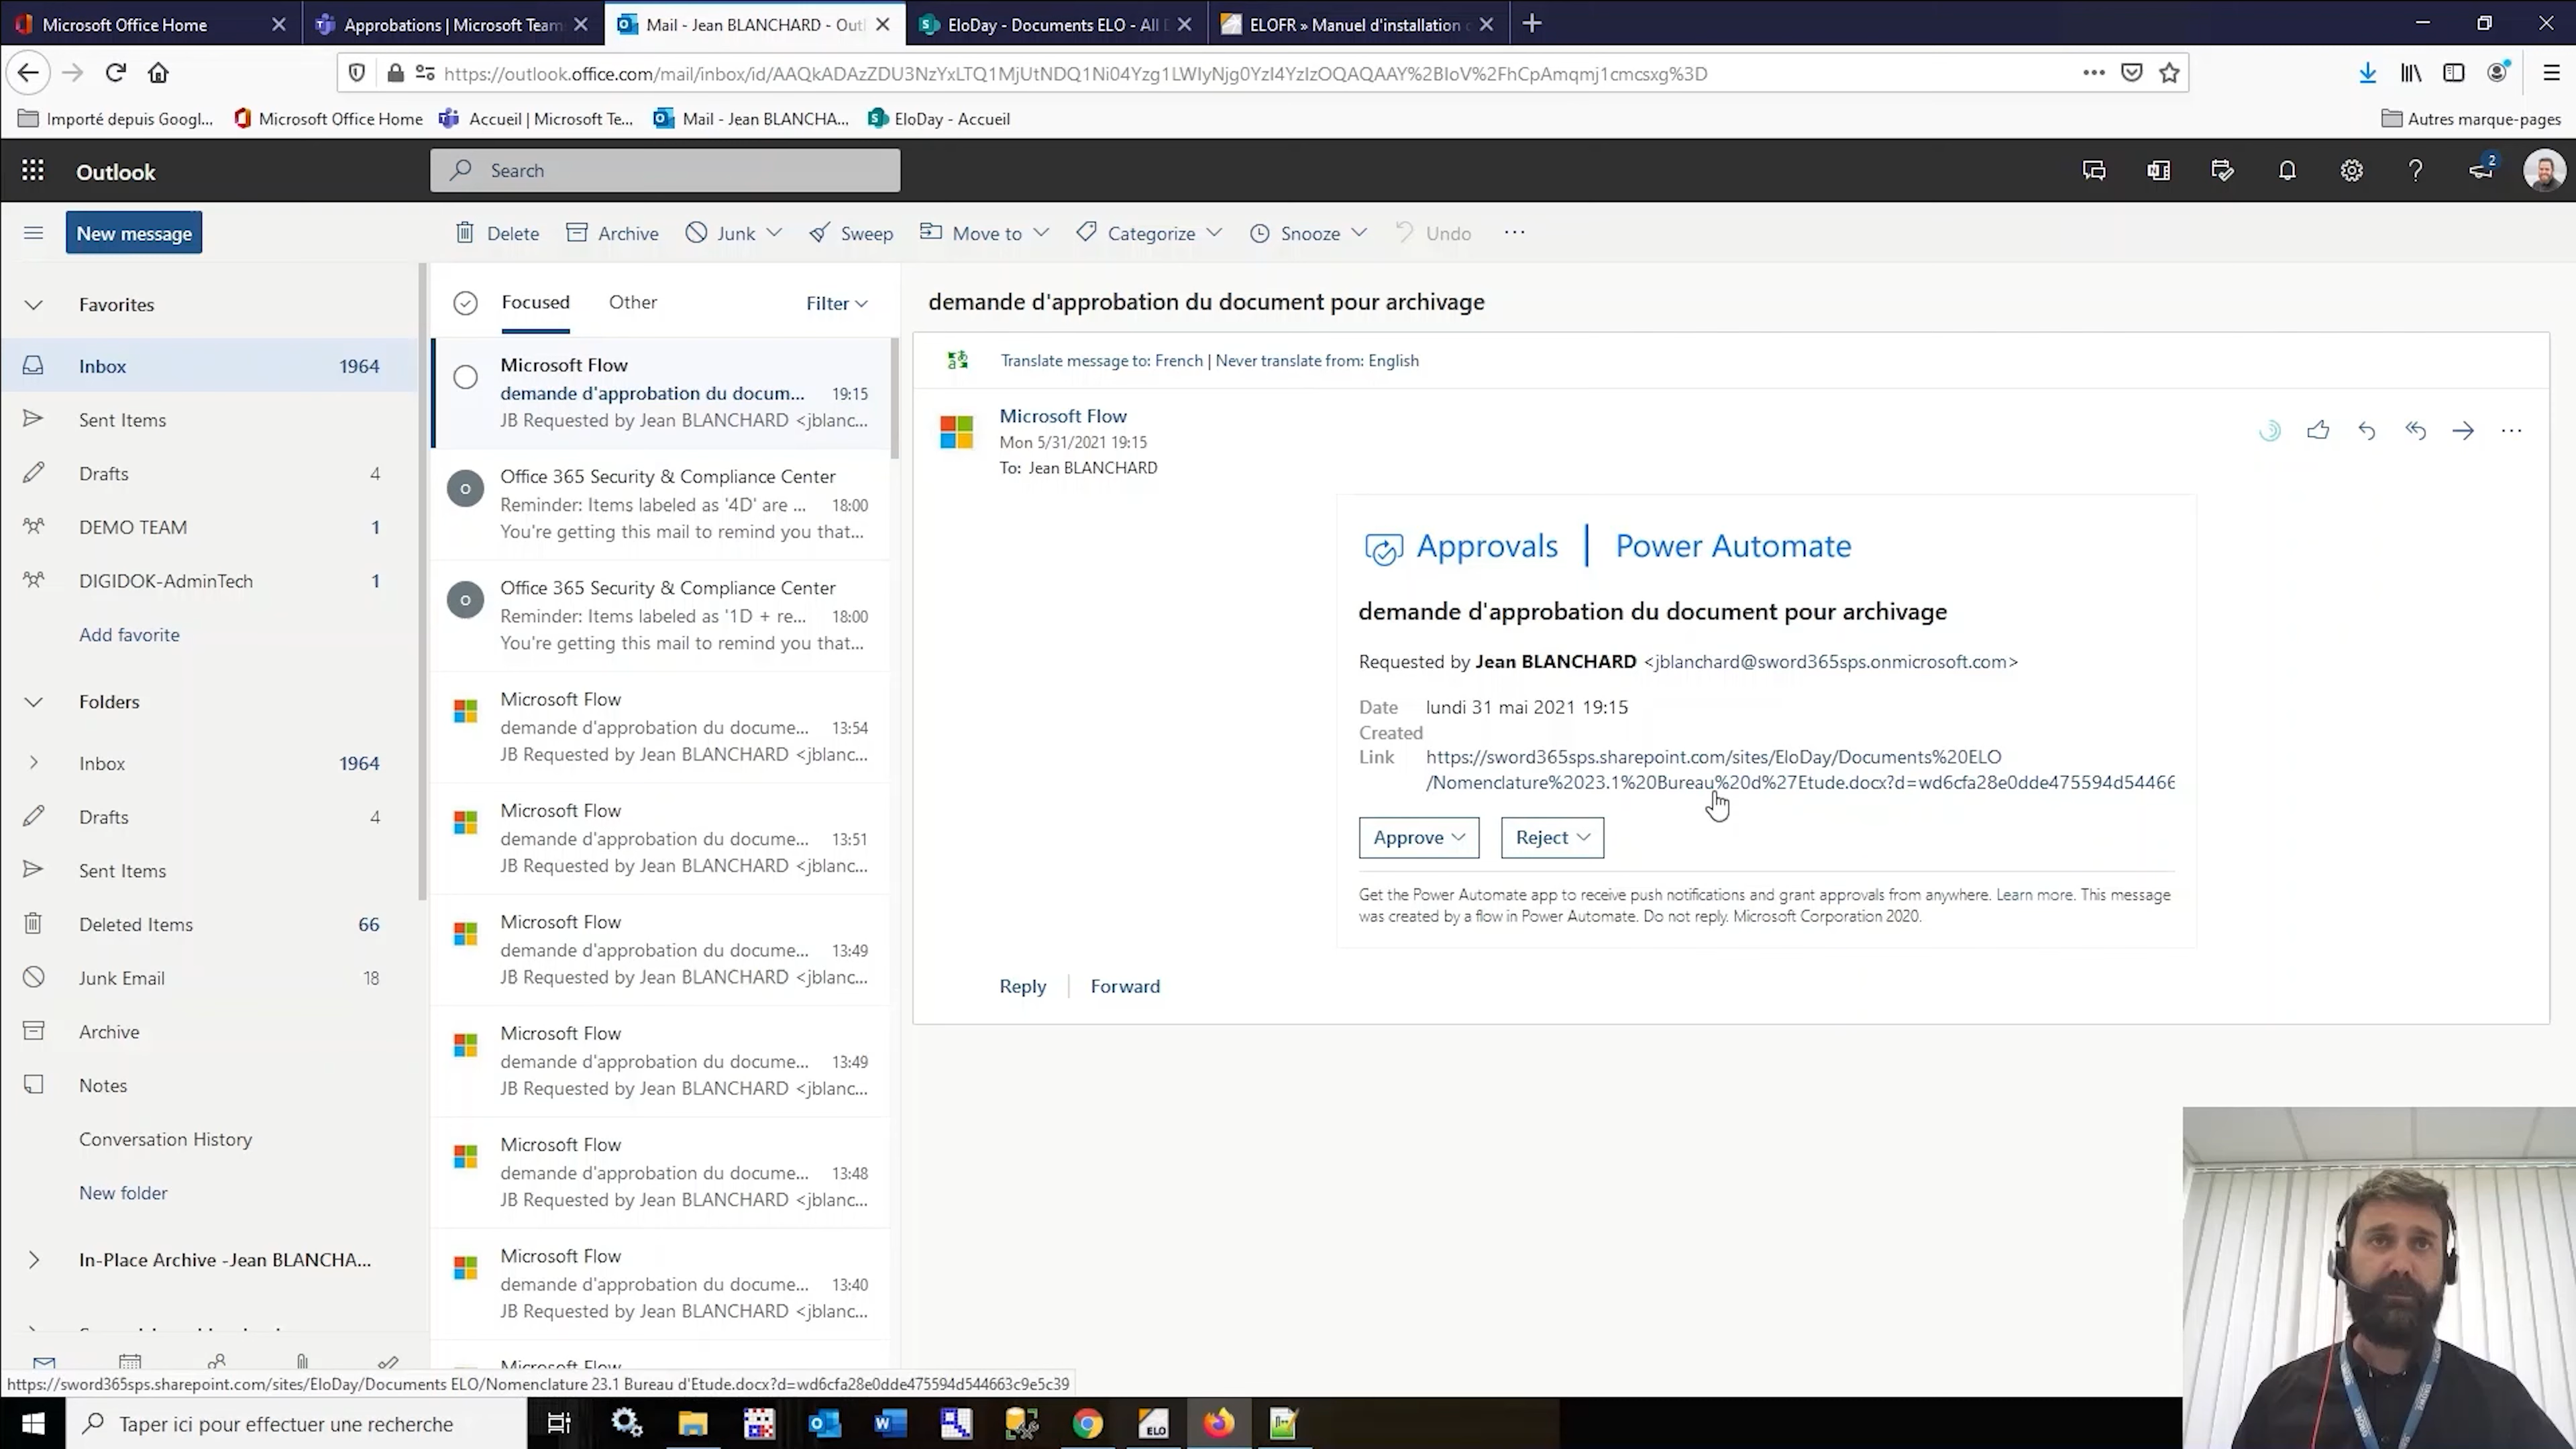 Microsoft Office Home
Approbations | Microsoft Team
Mail - Jean BLANCHARD - Outl
EloDay - Documents ELO - All D
ELOFR » Manuel d'installation
https://outlook.office.com/mail/inbox/id/AAQkADAzZDU3NzYxLTQ1MjUtNDQ1Ni04Yzg1LWIyNjg0YzI4YzIzOQAQAAY%2BIoV%2FhCpAmqmj1cmcsxg%3D
Importé depuis Googl...
Microsoft Office Home
Accueil | Microsoft Te...
Mail - Jean BLANCHA...
EloDay - Accueil
Autres marque-pages
Outlook
Search
2
New message
Delete
Archive
Junk
Sweep
Move to
Categorize
Snooze
Undo
Favorites
Inbox 1964
Sent Items
Drafts 4
DEMO TEAM 1
DIGIDOK-AdminTech 1
Add favorite
Folders
Inbox 1964
Drafts 4
Sent Items
Deleted Items 66
Junk Email 18
Archive
Notes
Conversation History
New folder
In-Place Archive -Jean BLANCHA...
Focused
Other
Filter
Microsoft Flow
demande d'approbation du docum... 19:15
JB Requested by Jean BLANCHARD <jblanc...
O
Office 365 Security & Compliance Center
Reminder: Items labeled as '4D' are ... 18:00
You're getting this mail to remind you that...
O
Office 365 Security & Compliance Center
Reminder: Items labeled as '1D + re... 18:00
You're getting this mail to remind you that...
Microsoft Flow
demande d'approbation du docume... 13:54
JB Requested by Jean BLANCHARD <jblanc...
Microsoft Flow
demande d'approbation du docume... 13:51
JB Requested by Jean BLANCHARD <jblanc...
Microsoft Flow
demande d'approbation du docume... 13:49
JB Requested by Jean BLANCHARD <jblanc...
Microsoft Flow
demande d'approbation du docume... 13:49
JB Requested by Jean BLANCHARD <jblanc...
Microsoft Flow
demande d'approbation du docume... 13:48
JB Requested by Jean BLANCHARD <jblanc...
Microsoft Flow
demande d'approbation du docume... 13:40
JB Requested by Jean BLANCHARD <jblanc...
Microsoft Flow
demande d'approbation du document pour archivage
Translate message to: French | Never translate from: English
Microsoft Flow
Mon 5/31/2021 19:15
To: Jean BLANCHARD
Approvals | Power Automate
demande d'approbation du document pour archivage
Requested by Jean BLANCHARD <jblanchard@sword365sps.onmicrosoft.com>
Date lundi 31 mai 2021 19:15
Created
Link https://sword365sps.sharepoint.com/sites/EloDay/Documents%20ELO
/Nomenclature%2023.1%20Bureau%20d%27Etude.docx?d=wd6cfa28e0dde475594d54466
Approve
Reject
Get the Power Automate app to receive push notifications and grant approvals from anywhere. Learn more. This message
was created by a flow in Power Automate. Do not reply. Microsoft Corporation 2020.
Reply
Forward
https://sword365sps.sharepoint.com/sites/EloDay/Documents ELO/Nomenclature 23.1 Bureau d'Etude.docx?d=wd6cfa28e0dde475594d544663c9e5c39
Taper ici pour effectuer une recherche
ELO